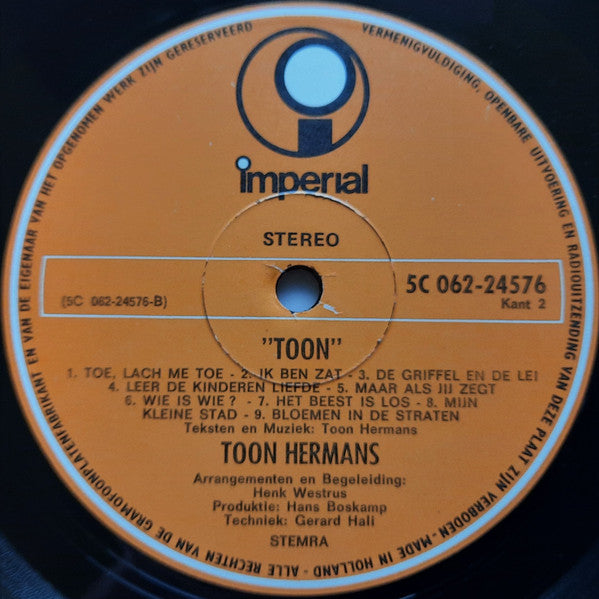 ALLE RECHTEN VAN DE GRAMOFOONPLATENFABRIKANT EN VAN DE EIGENAAR VAN HET OPGENOMEN WERK ZIJN GERESERVEERD
VERMENIGVULDIGING, OPENBARE UITVOERING EN RADIOUITZENDING VAN DEZE PLAAT ZIJN VERBODEN - MADE IN HOLLAND -
imperial
STEREO
(5C 062-24576-B)
5C 062-24576
Kant 2
"TOON"
1. TOE, LACH ME TOE - 2. IK BEN ZAT - 3. DE GRIFFEL EN DE LEI
4. LEER DE KINDEREN LIEFDE - 5. MAAR ALS JIJ ZEGT
6. WIE IS WIE? - 7. HET BEEST IS LOS - 8. MIJN
KLEINE STAD - 9. BLOEMEN IN DE STRATEN
Teksten en Muziek: Toon Hermans
TOON HERMANS
Arrangementen en Begeleiding:
Henk Westrus
Produktie: Hans Boskamp
Techniek: Gerard Hali
STEMRA